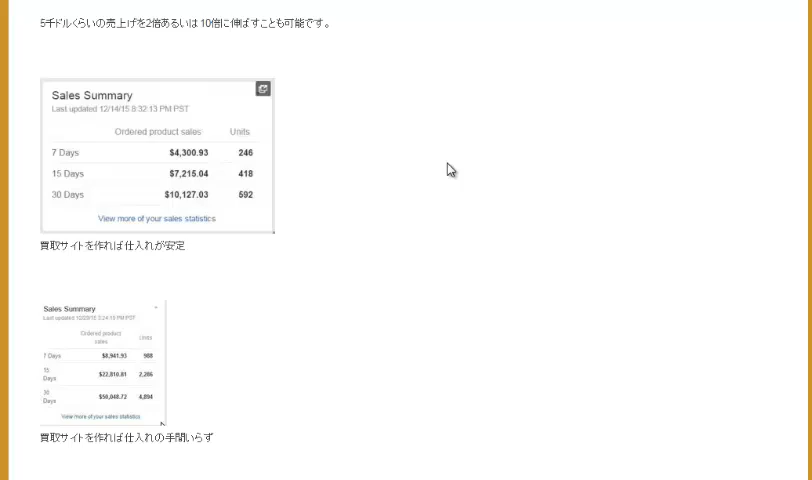 5千ドルくらいの売上げを2倍あるいは10倍に伸ばすことも可能です。
Sales Summary
Last updated 12/14/15 8:32:13 PM PST
Ordered product sales Units
7 Days $4,300.93 246
15 Days $7,215.04 418
30 Days $10,127.03 592
View more of your sales statistics
買取サイトを作れば仕入れが安定
Sales Summary
Last updated
Ordered product
sales
Units
7 Days $8,941.93 988
15
Days
$22,810.81 2,286
30
Days
$50,048.72 4,894
View more of your sales statistics
買取サイトを作れば仕入れの手間いらず